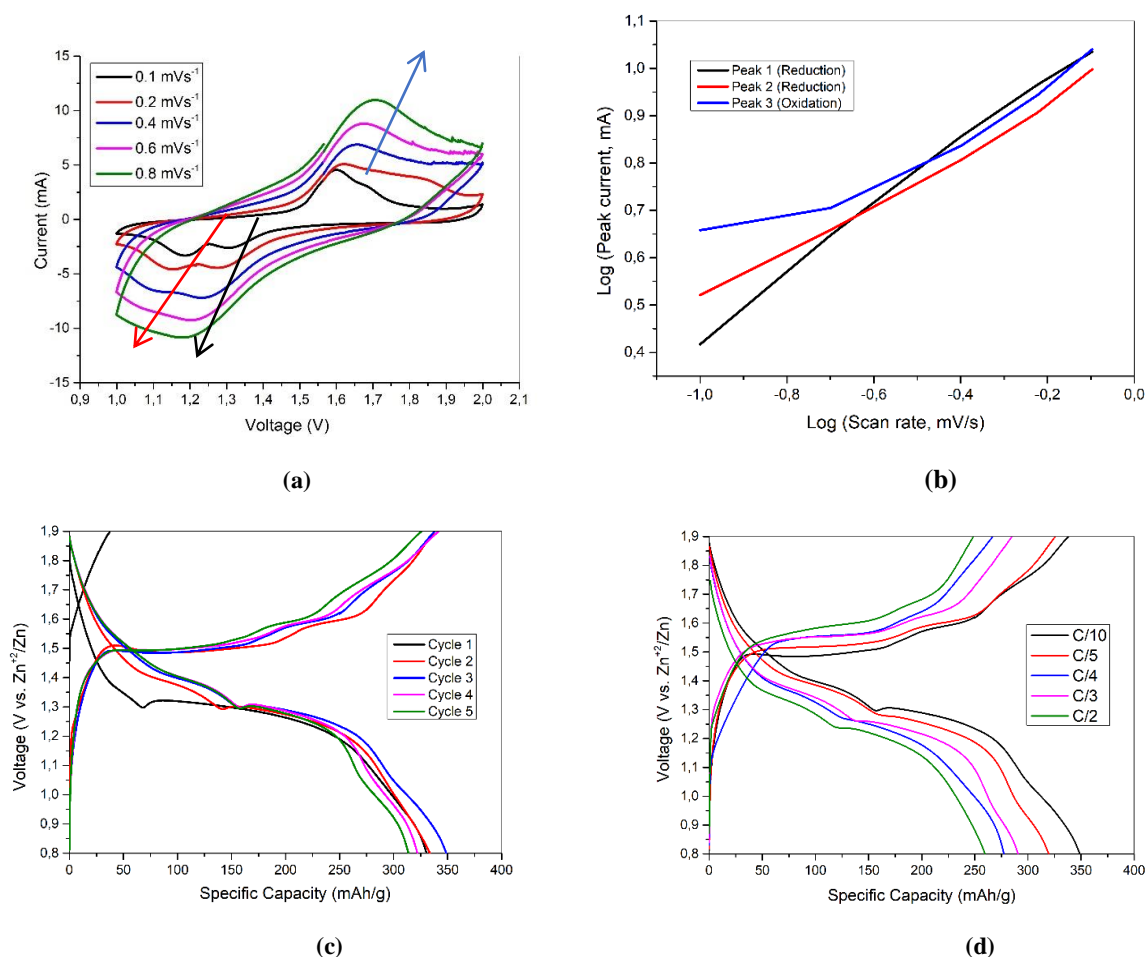 15
10
5
0
-5
-10
-15
0,9 1,0 1,1 1,2 1,3 1,4 1,5 1,6 1,7 1,8 1,9 2,0 2,1
Current (mA)
Voltage (V)
0.1 mVs⁻¹
0.2 mVs⁻¹
0.4 mVs⁻¹
0.6 mVs⁻¹
0.8 mVs⁻¹
(a)
1,1
1,0
0,9
0,8
0,7
0,6
0,5
0,4
-1,0 -0,8 -0,6 -0,4 -0,2 0,0
Log (Peak current, mA)
Log (Scan rate, mV/s)
Peak 1 (Reduction)
Peak 2 (Reduction)
Peak 3 (Oxidation)
(b)
1,9
1,8
1,7
1,6
1,5
1,4
1,3
1,2
1,1
1,0
0,9
0,8
0 50 100 150 200 250 300 350 400
Voltage (V vs. Zn⁺²/Zn)
Specific Capacity (mAh/g)
Cycle 1
Cycle 2
Cycle 3
Cycle 4
Cycle 5
(c)
1,9
1,8
1,7
1,6
1,5
1,4
1,3
1,2
1,1
1,0
0,9
0,8
0 50 100 150 200 250 300 350 400
Voltage (V vs. Zn⁺²/Zn)
Specific Capacity (mAh/g)
C/10
C/5
C/4
C/3
C/2
(d)